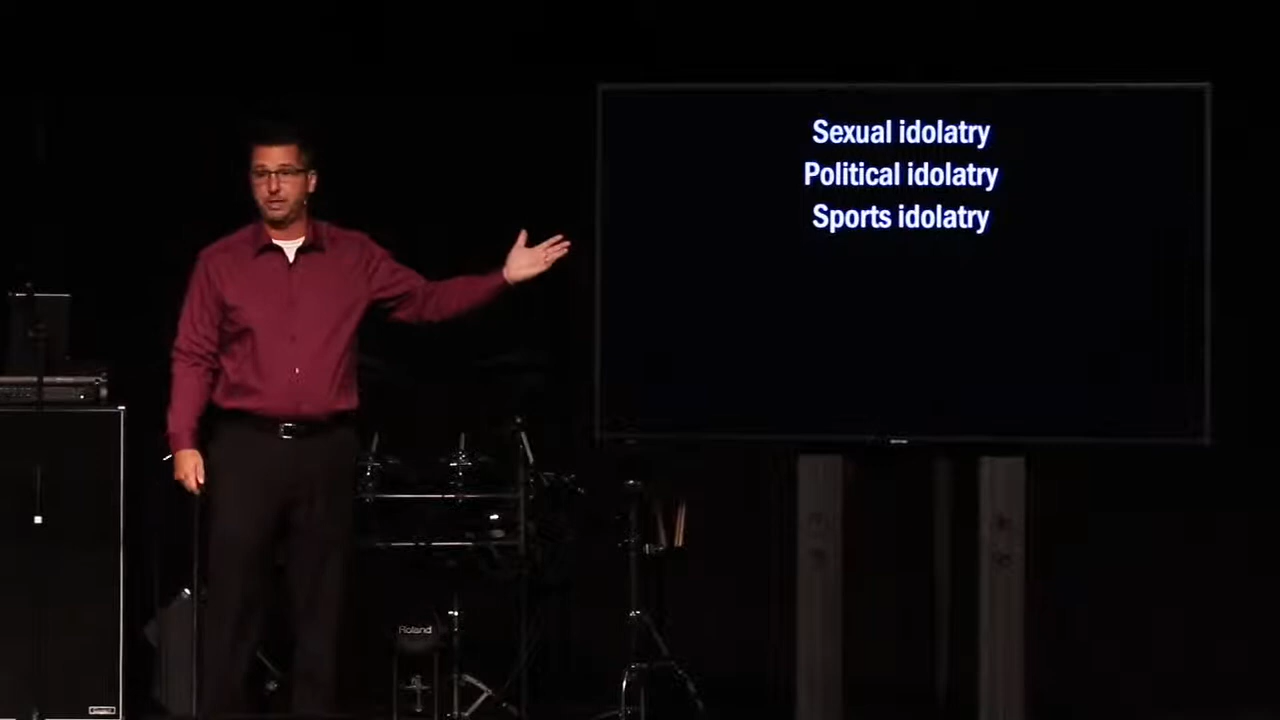 Sexual idolatry
Political idolatry
Sports idolatry
Roland